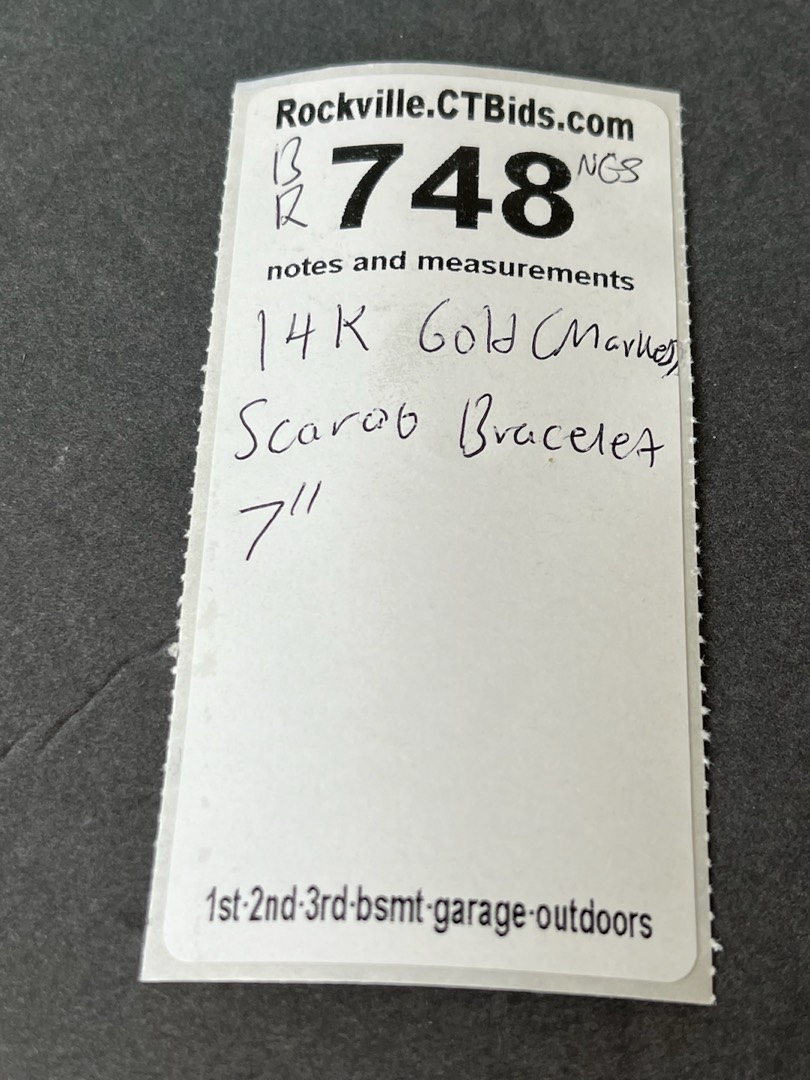 Rockville.CTBids.com
B 748 NGS
R
notes and measurements
14K Gold (Marked)
Scarab Bracelet
7"
1st·2nd·3rd·bsmt·garage·outdoors